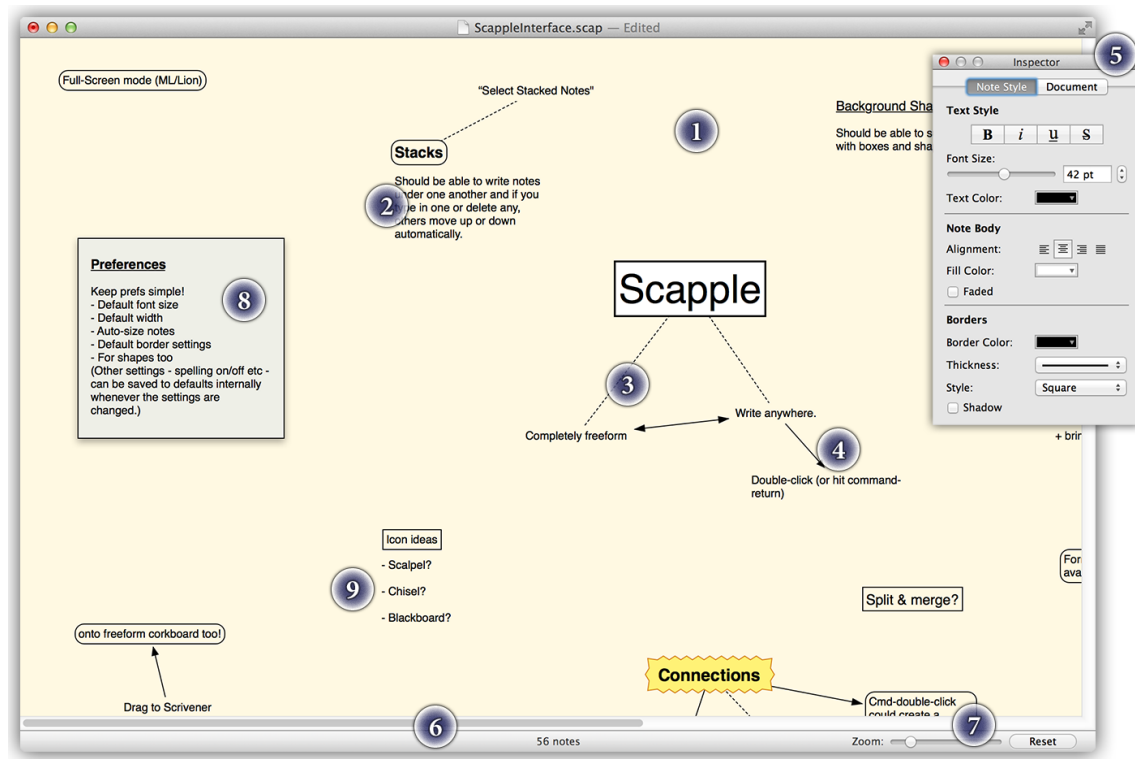 ScappleInterface.scap — Edited
5
Inspector
Full-Screen mode (ML/Lion)
"Select Stacked Notes"
1
Background Sha
Should be able to s
with boxes and sha
Stacks
Should be able to write notes
under one another and if you
type in one or delete any,
others move up or down
automatically.
2
Note Style
Document
Text Style
B i u S
Font Size:
42 pt
Text Color:
Note Body
Alignment:
Fill Color:
Faded
Borders
Border Color:
Thickness:
Style:
Square
Shadow
Preferences
Keep prefs simple!
- Default font size
- Default width
- Auto-size notes
- Default border settings
- For shapes too
(Other settings - spelling on/off etc -
can be saved to defaults internally
whenever the settings are
changed.)
8
Scapple
3
Completely freeform
Write anywhere.
4
Double-click (or hit command-
return)
+ brin
Icon ideas
- Scalpel?
- Chisel?
- Blackboard?
9
For
ava
Split & merge?
onto freeform corkboard too!
Drag to Scrivener
Connections
Cmd-double-click
could create a
6
7
56 notes
Zoom:
Reset